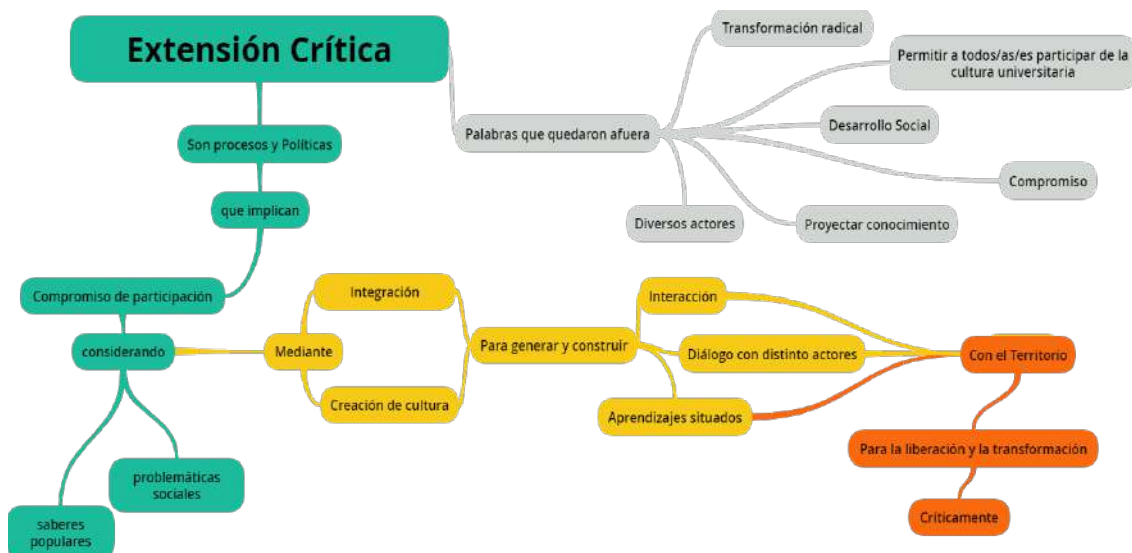 Extensión Crítica
Transformación radical
Permitir a todos/as/es participar de la
cultura universitaria
Palabras que quedaron afuera
Desarrollo Social
Compromiso
Diversos actores
Proyectar conocimiento
Son procesos y Políticas
que implican
Compromiso de participación
considerando
saberes
populares
problemáticas
sociales
Mediante
Integración
Creación de cultura
Para generar y construir
Interacción
Diálogo con distinto actores
Aprendizajes situados
Con el Territorio
Para la liberación y la transformación
Críticamente